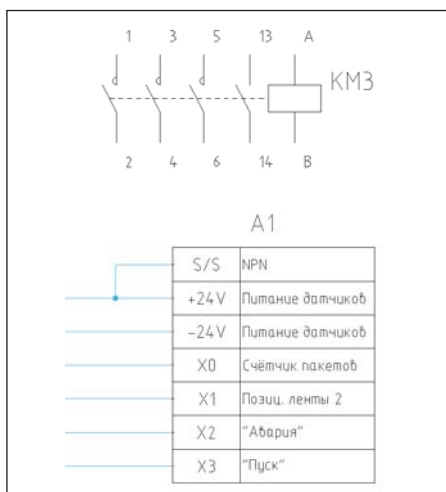 1 3 5 13 A
KM3
2 4 6 14 B
A1
S/S NPN
+24V Питание датчиков
-24V Питание датчиков
X0 Счётчик пакетов
X1 Позиц. ленты 2
X2 "Авария"
X3 "Пуск"